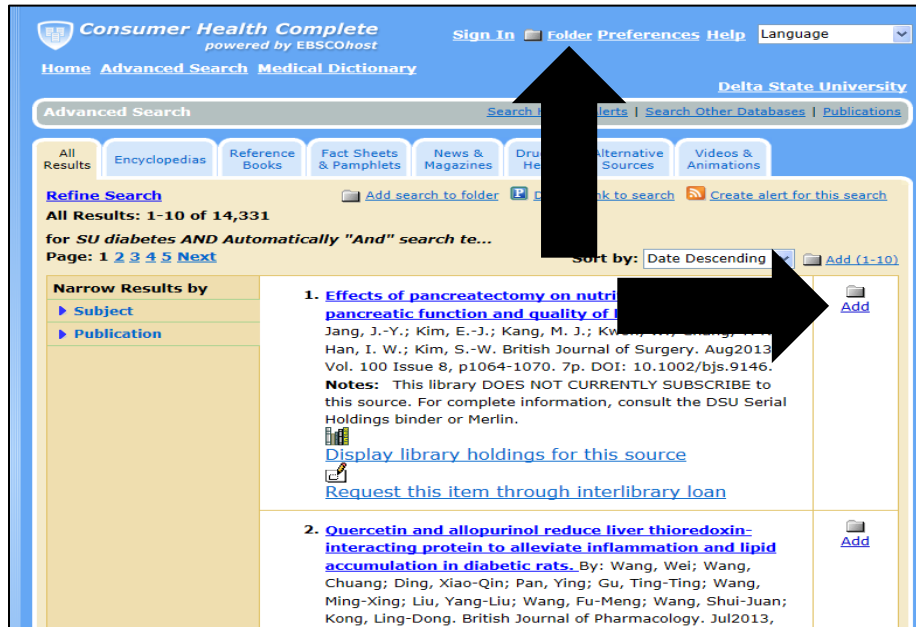 Consumer Health Complete
powered by EBSCOhost
Sign In Folder Preferences Help Language
Home Advanced Search Medical Dictionary
Delta State University
Advanced Search
Search Alerts | Search Other Databases | Publications
All Results
Encyclopedias
Reference Books
Fact Sheets & Pamphlets
News & Magazines
Alternative Sources
Videos & Animations
Refine Search
Add search to folder to search Create alert for this search
All Results: 1-10 of 14,331
for SU diabetes AND Automatically "And" search te...
Page: 1 2 3 4 5 Next
Sort by: Date Descending Add (1-10)
Narrow Results by
Subject
Publication
1. Effects of pancreatectomy on
pancreatic function and quality of
Add
Jang, J.-Y.; Kim, E.-J.; Kang, M. J.;
Han, I. W.; Kim, S.-W. British Journal of Surgery. Aug2013
Vol. 100 Issue 8, p1064-1070. 7p. DOI: 10.1002/bjs.9146.
Notes: This library DOES NOT CURRENTLY SUBSCRIBE to
this source. For complete information, consult the DSU Serial
Holdings binder or Merlin.
Display library holdings for this source
Request this item through interlibrary loan
2. Quercetin and allopurinol reduce liver thioredoxin-
interacting protein to alleviate inflammation and lipid
accumulation in diabetic rats. By: Wang, Wei; Wang,
Add
Chuang; Ding, Xiao-Qin; Pan, Ying; Gu, Ting-Ting; Wang,
Ming-Xing; Liu, Yang-Liu; Wang, Fu-Meng; Wang, Shui-Juan;
Kong, Ling-Dong. British Journal of Pharmacology. Jul2013,